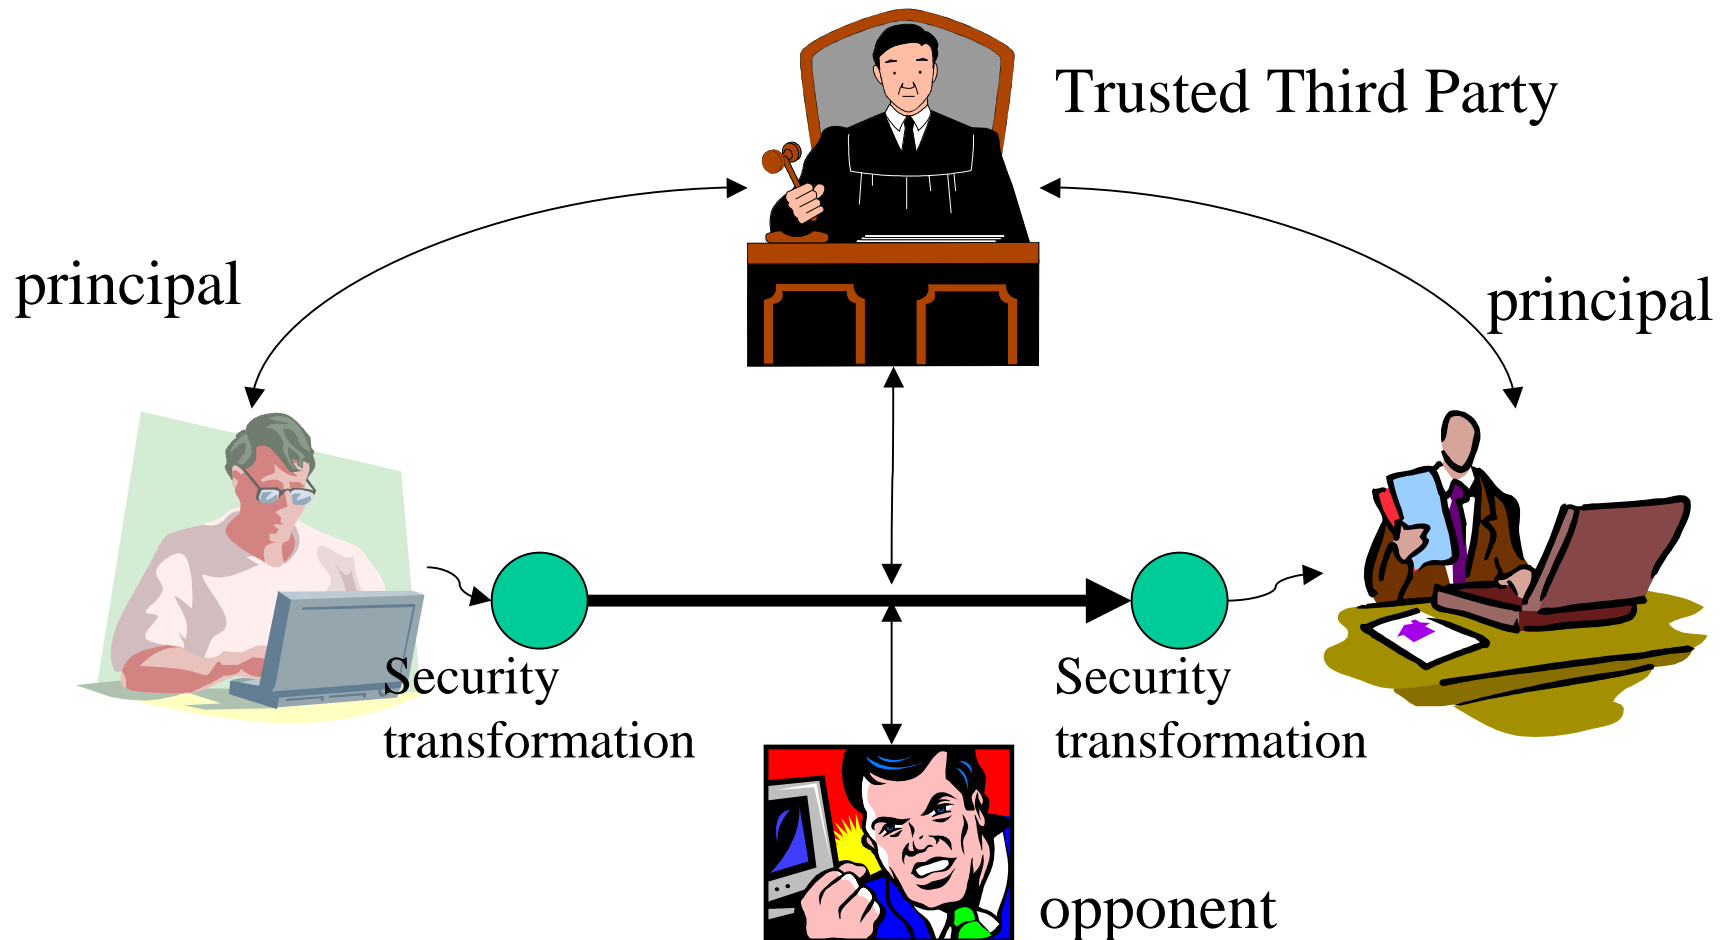 Trusted Third Party
principal
principal
Security
transformation
Security
transformation
opponent